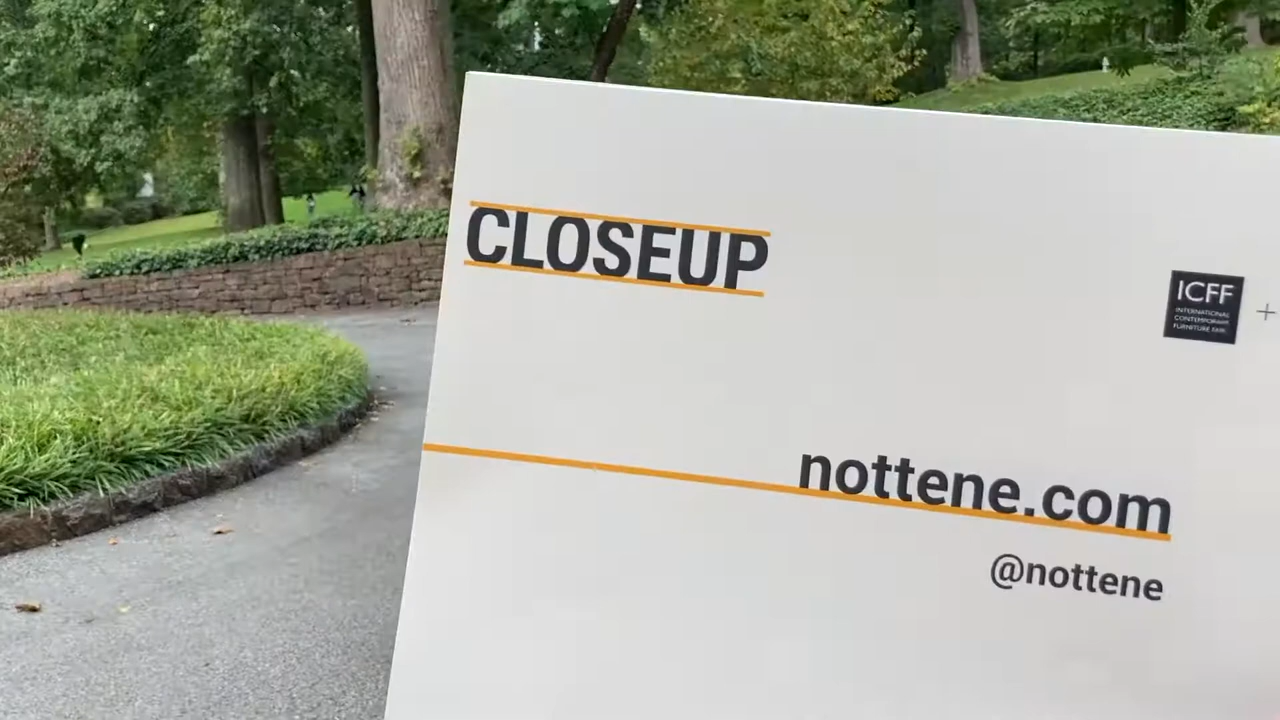 CLOSEUP
ICFF
INTERNATIONAL
CONTEMPORARY
FURNITURE FAIR
+
nottene.com
@nottene